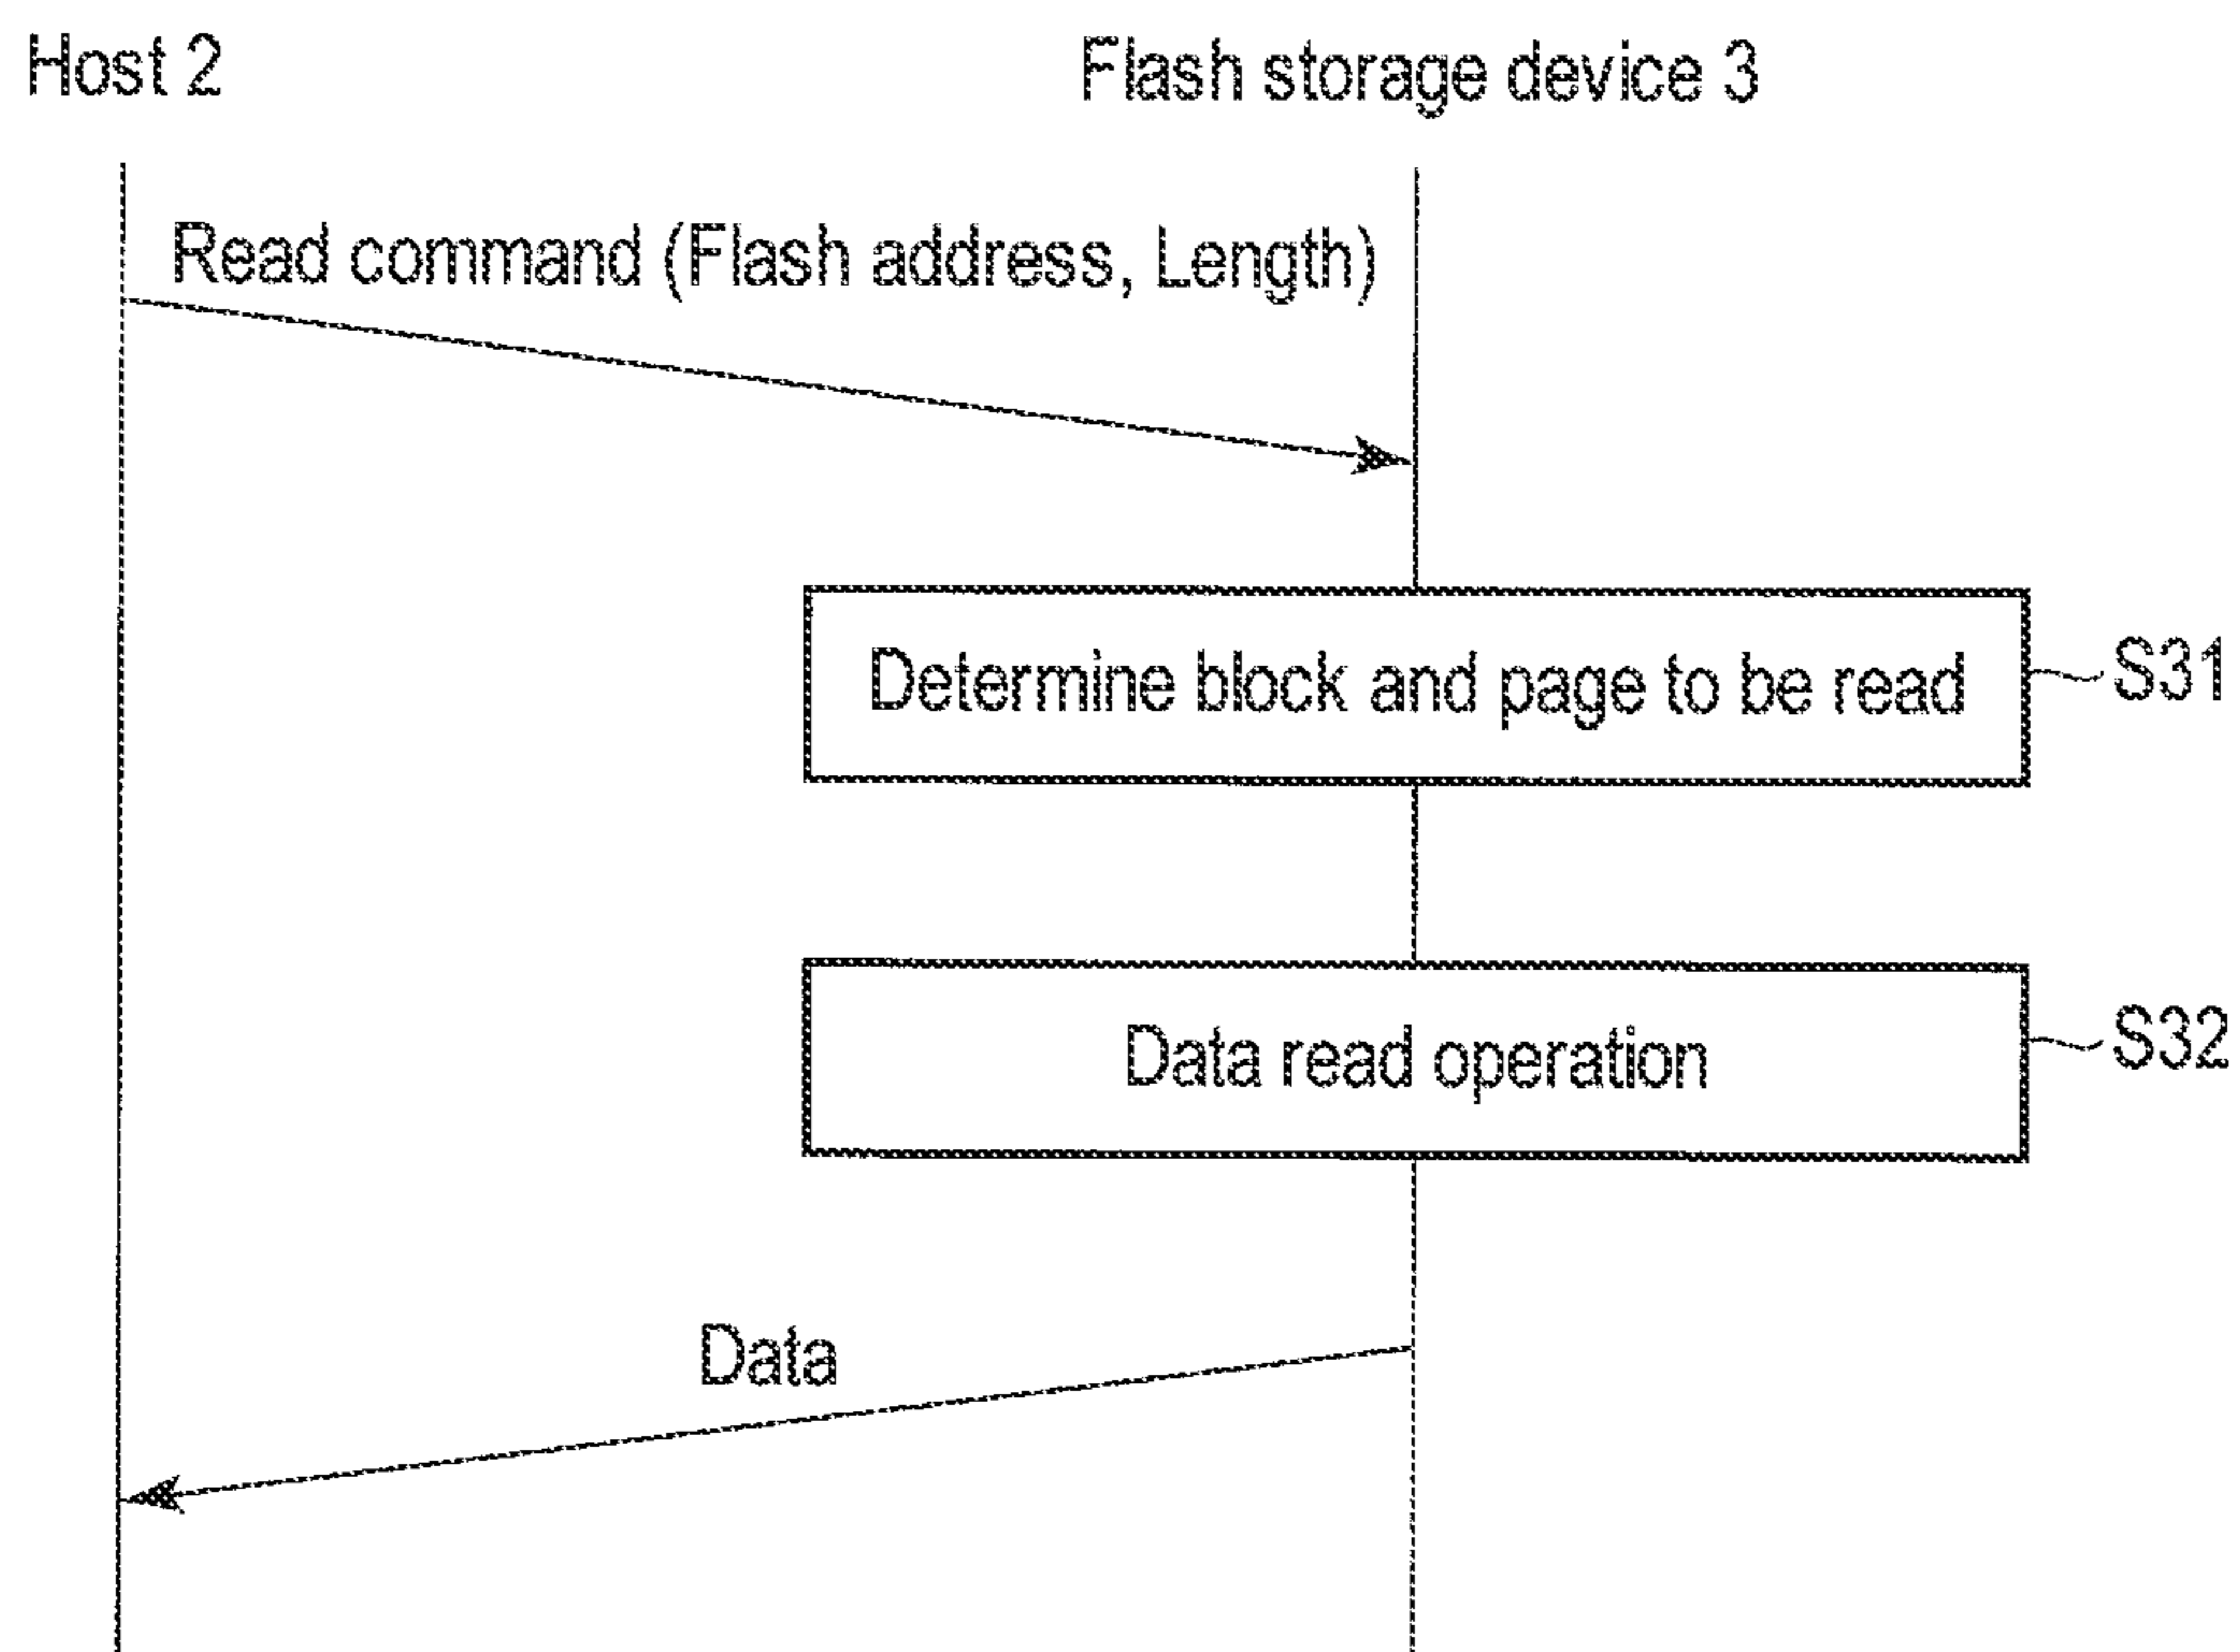 Host 2
Flash storage device 3
Read command (Flash address, Length)
Determine block and page to be read
S31
Data read operation
S32
Data